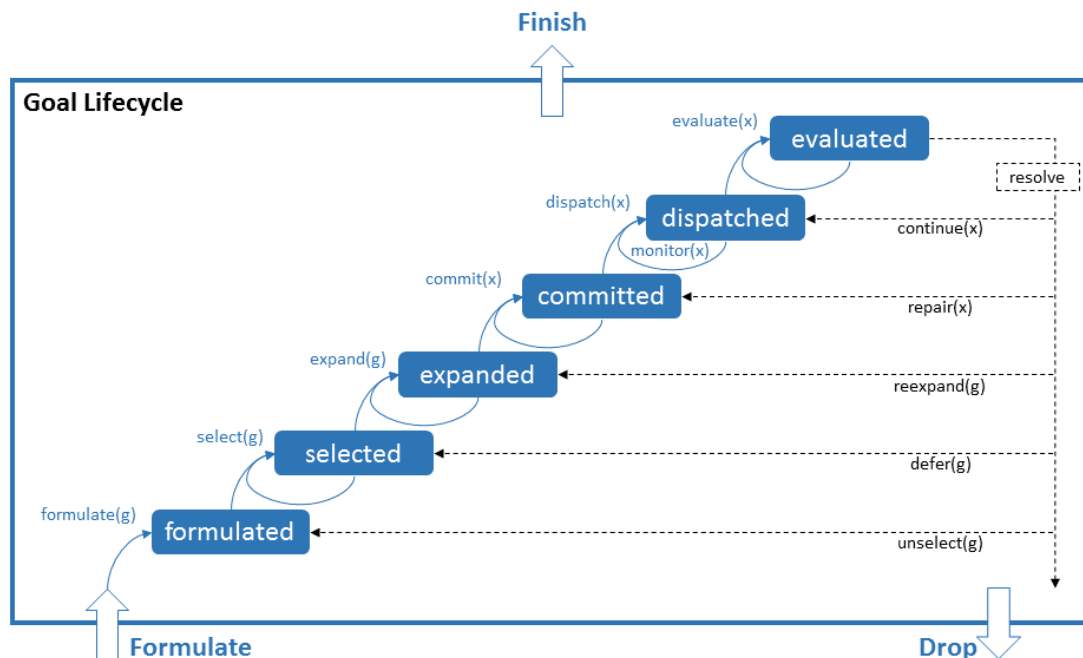 Finish
Goal Lifecycle
evaluate(x)
evaluated
resolve
dispatch(x)
dispatched
continue(x)
monitor(x)
commit(x)
committed
repair(x)
expand(g)
expanded
reexpand(g)
select(g)
selected
defer(g)
formulate(g)
formulated
unselect(g)
Formulate
Drop